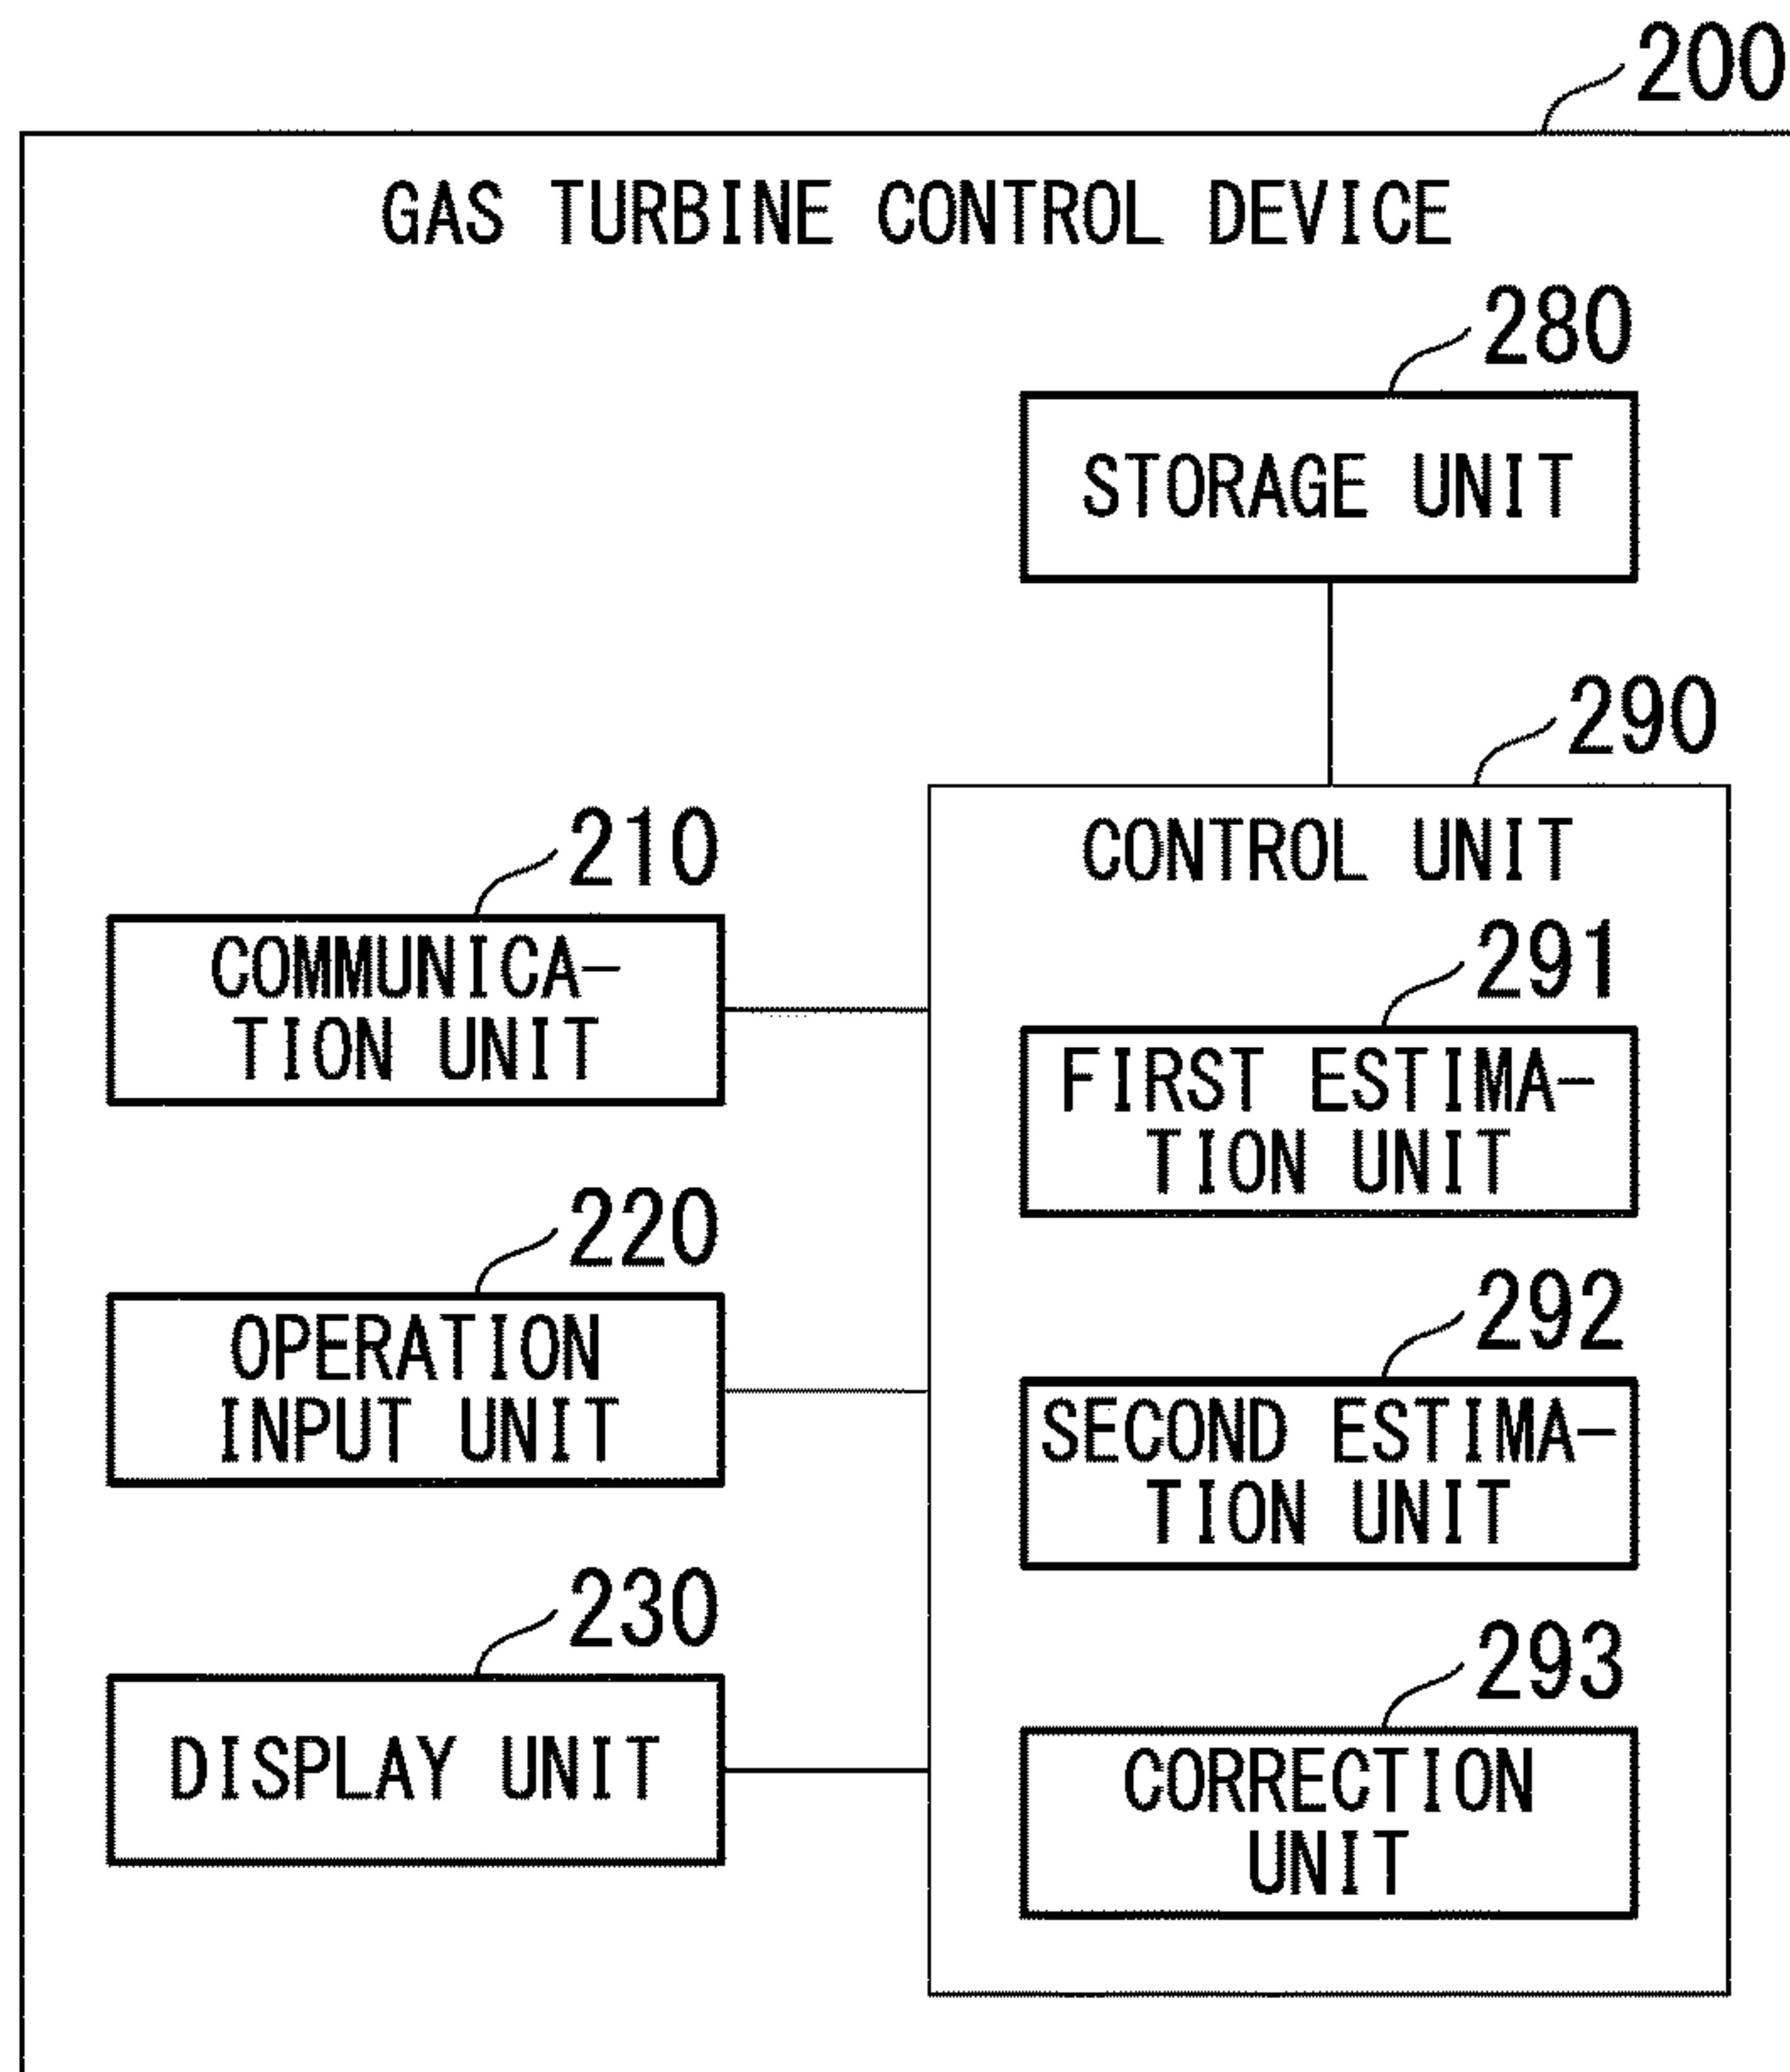 200
GAS TURBINE CONTROL DEVICE
280
STORAGE UNIT
290
CONTROL UNIT
210
COMMUNICA-
TION UNIT
220
OPERATION
INPUT UNIT
230
DISPLAY UNIT
291
FIRST ESTIMA-
TION UNIT
292
SECOND ESTIMA-
TION UNIT
293
CORRECTION
UNIT